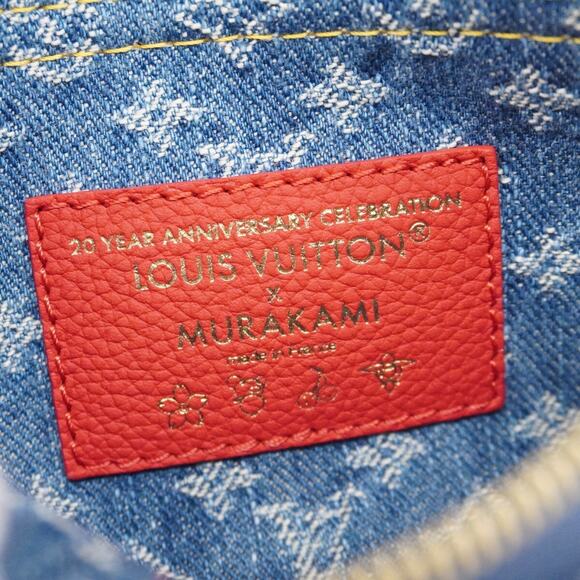 20 YEAR ANNIVERSARY CELEBRATION
LOUIS VUITTON®
x
MURAKAMI
made in France